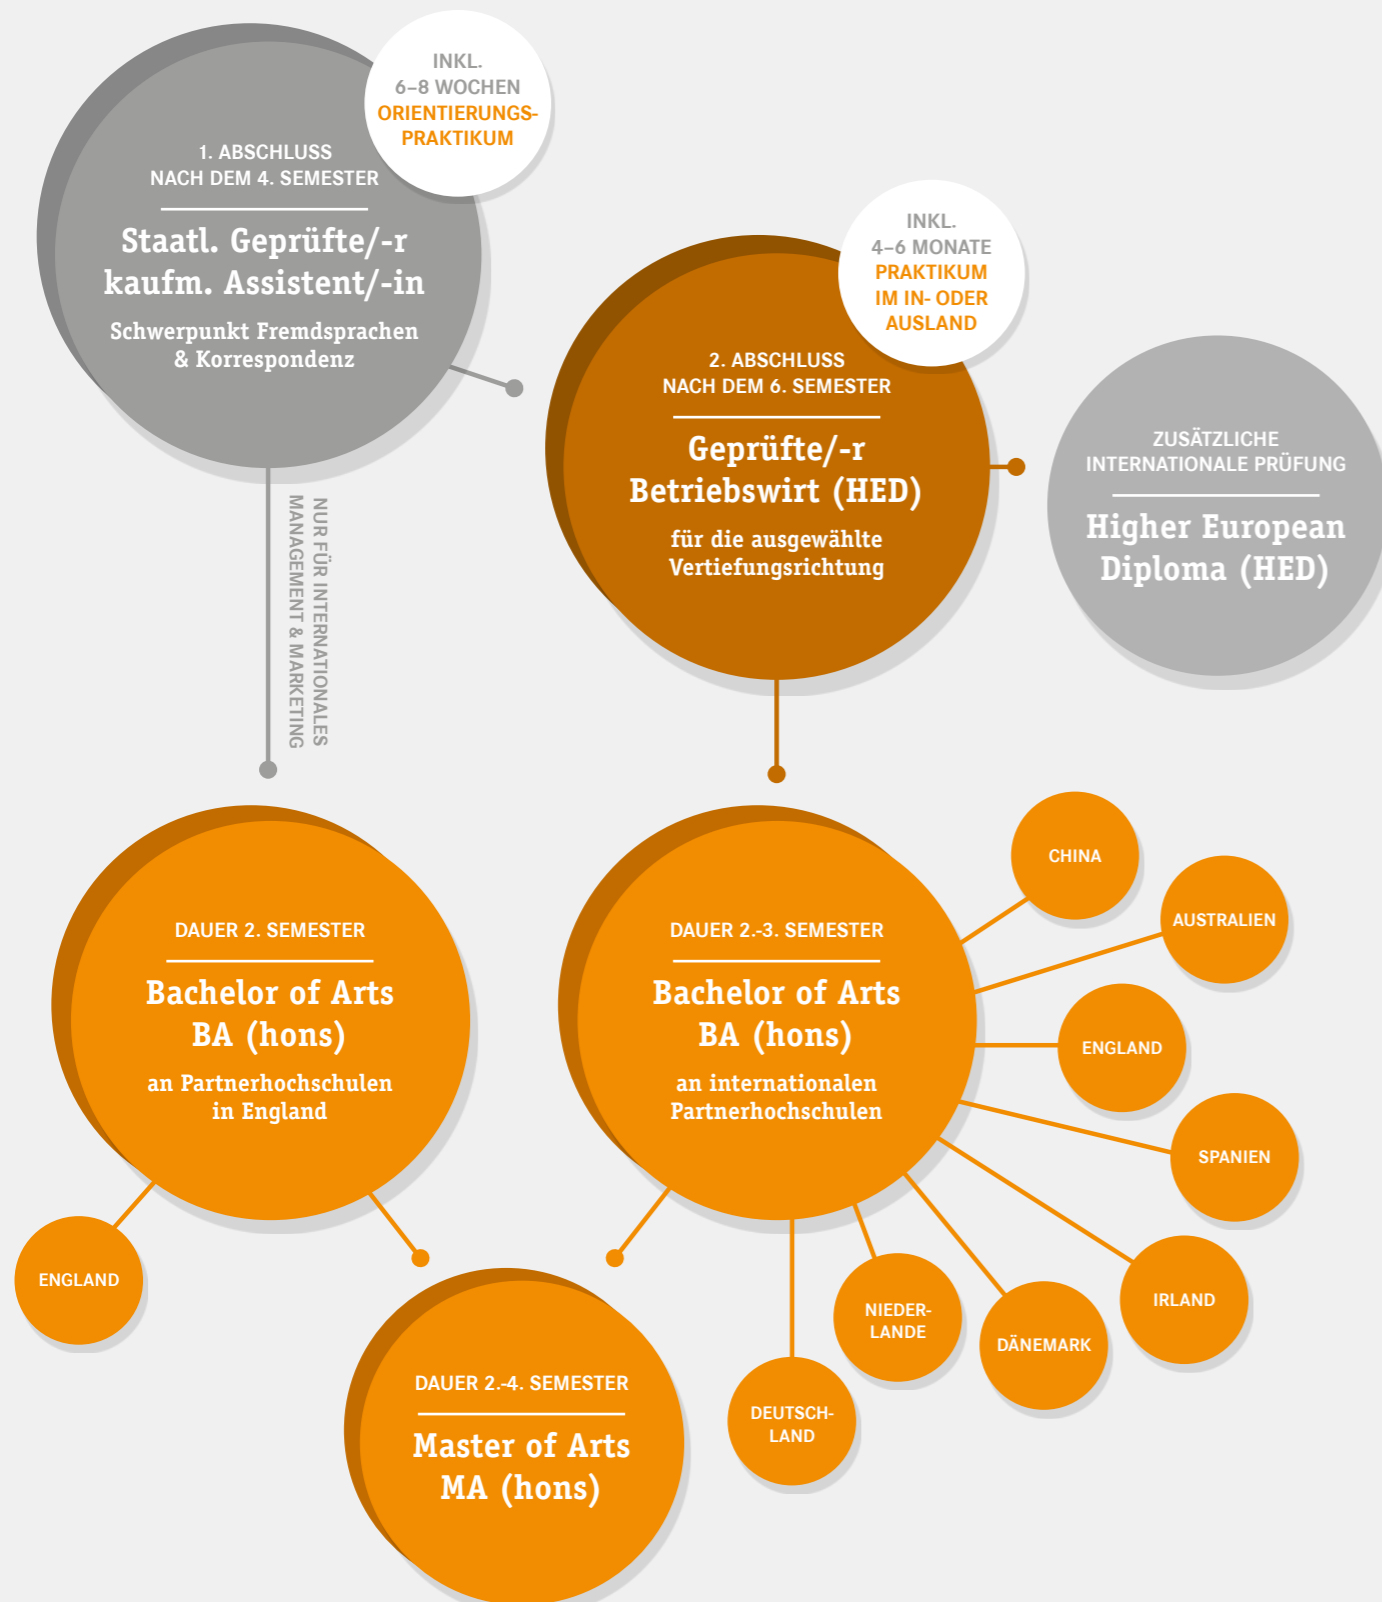 INKL.
6–8 WOCHEN
ORIENTIERUNGS-
PRAKTIKUM
1. ABSCHLUSS
NACH DEM 4. SEMESTER
Staatl. Geprüfte/-r
kaufm. Assistent/-in
Schwerpunkt Fremdsprachen
& Korrespondenz
INKL.
4–6 MONATE
PRAKTIKUM
IM IN- ODER
AUSLAND
2. ABSCHLUSS
NACH DEM 6. SEMESTER
Geprüfte/-r
Betriebswirt (HED)
für die ausgewählte
Vertiefungsrichtung
ZUSÄTZLICHE
INTERNATIONALE PRÜFUNG
Higher European
Diploma (HED)
NUR FÜR INTERNATIONALES
MANAGEMENT & MARKETING
DAUER 2. SEMESTER
Bachelor of Arts
BA (hons)
an Partnerhochschulen
in England
ENGLAND
DAUER 2.-3. SEMESTER
Bachelor of Arts
BA (hons)
an internationalen
Partnerhochschulen
CHINA
AUSTRALIEN
ENGLAND
SPANIEN
IRLAND
DÄNEMARK
NIEDER-
LANDE
DEUTSCH-
LAND
DAUER 2.-4. SEMESTER
Master of Arts
MA (hons)